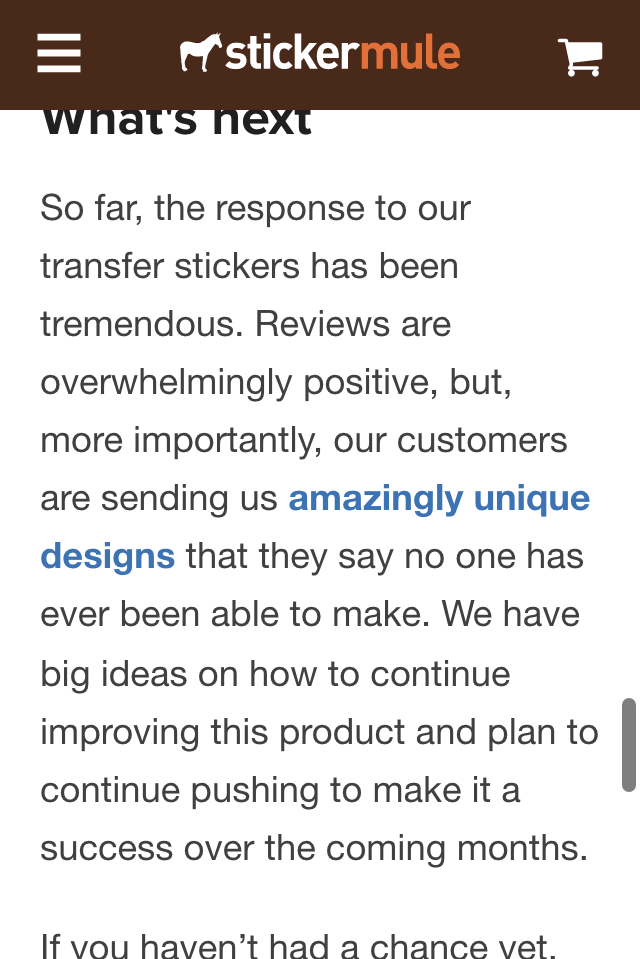 stickermule
What's next
So far, the response to our
transfer stickers has been
tremendous. Reviews are
overwhelmingly positive, but,
more importantly, our customers
are sending us amazingly unique
designs that they say no one has
ever been able to make. We have
big ideas on how to continue
improving this product and plan to
continue pushing to make it a
success over the coming months.
If you haven’t had a chance yet,